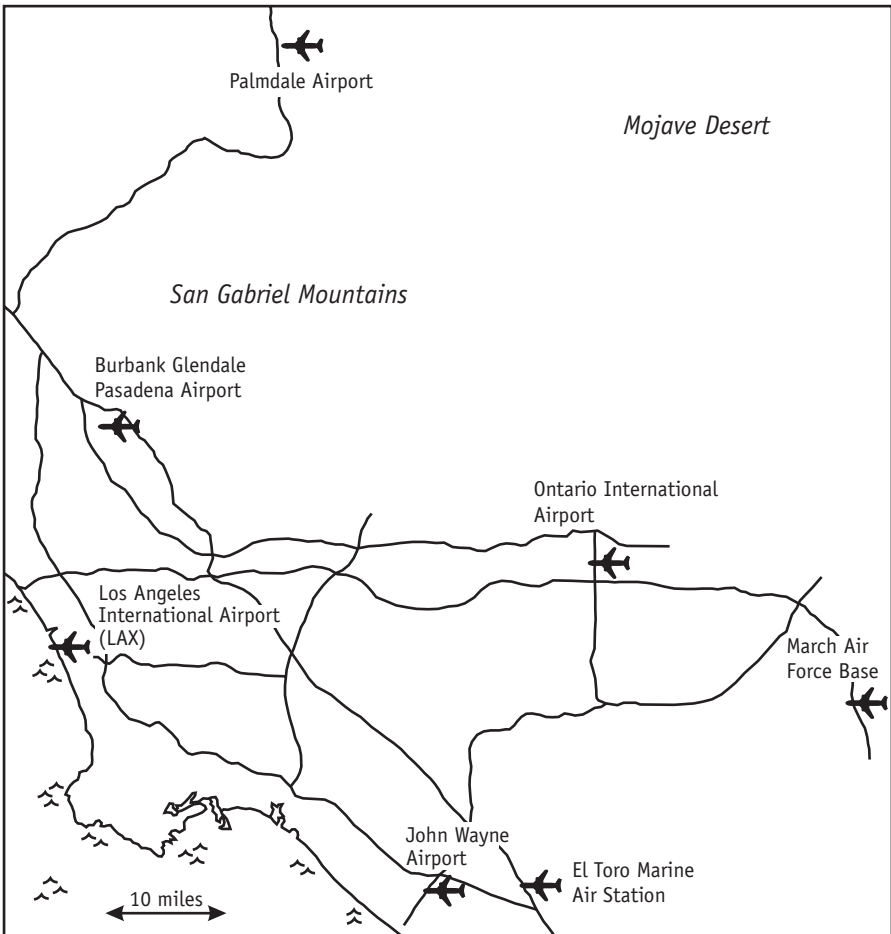 Palmdale Airport
Mojave Desert
San Gabriel Mountains
Burbank Glendale
Pasadena Airport
Ontario International
Airport
Los Angeles
International Airport
(LAX)
March Air
Force Base
John Wayne
Airport
El Toro Marine
Air Station
10 miles